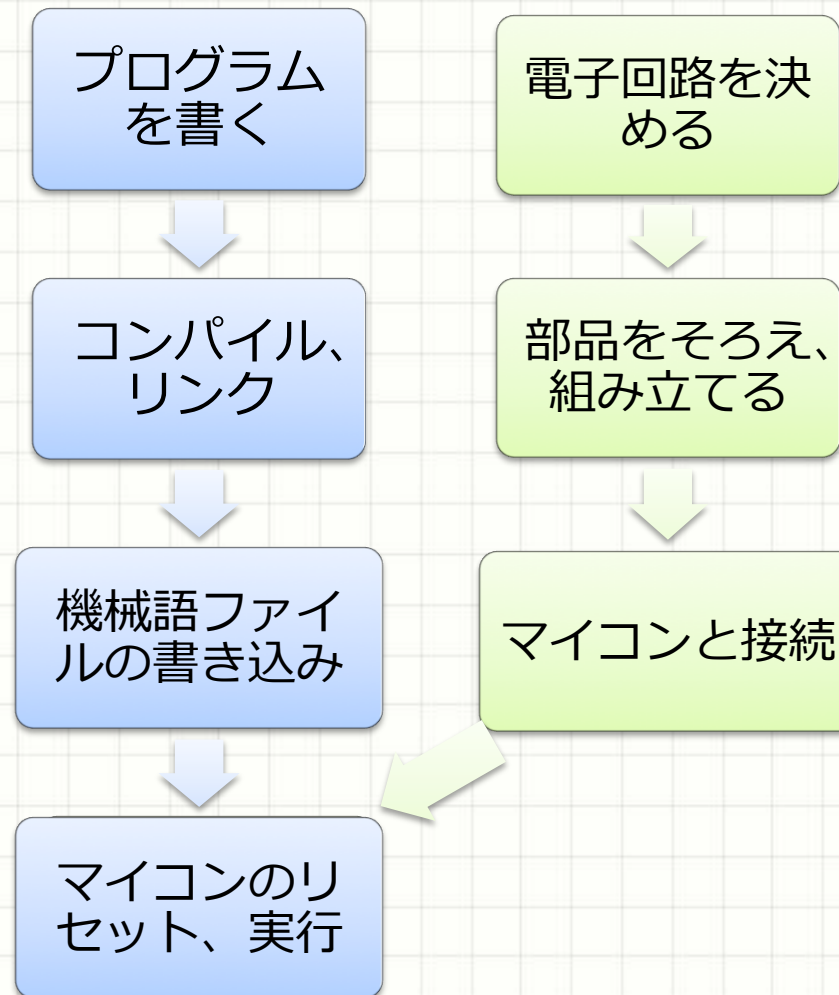 プログラム
を書く
コンパイル、
リンク
機械語ファイ
ルの書き込み
マイコンのリ
セット、実行
電子回路を決
める
部品をそろえ、
組み立てる
マイコンと接続